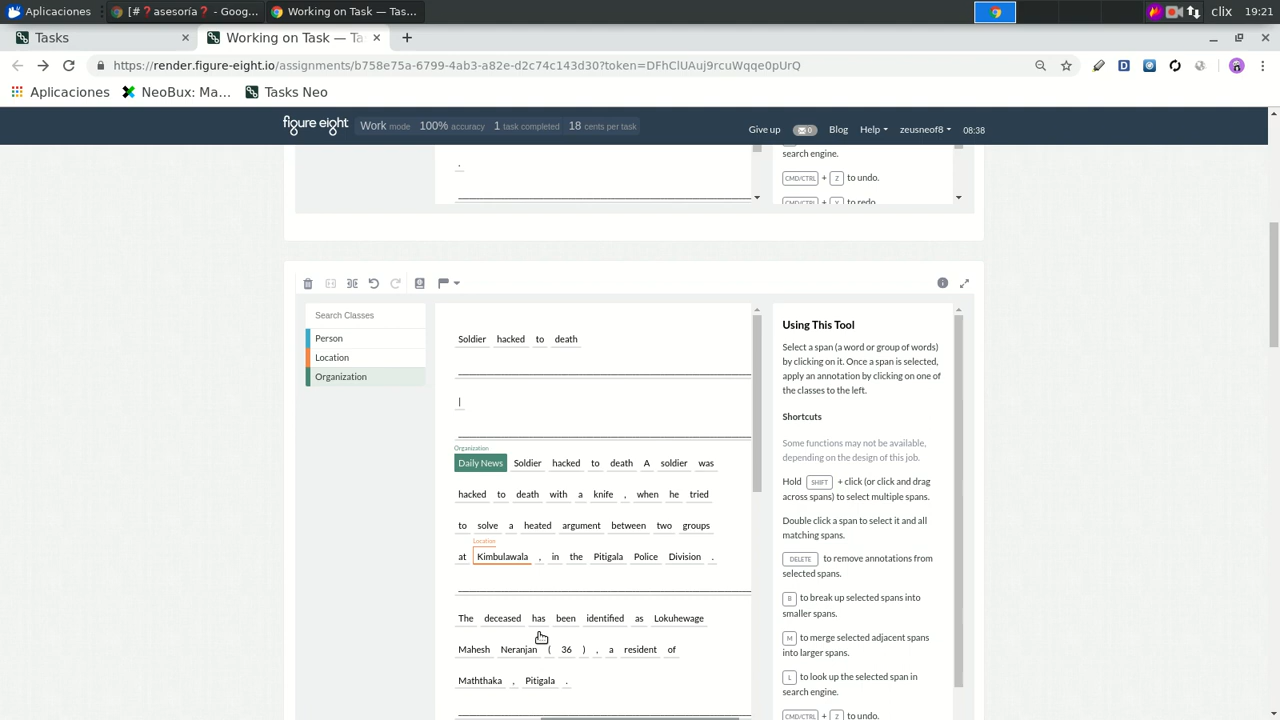 Aplicaciones
[#❓asesoría❓ - Goog...
Working on Task — Tas...
clix
19:21
Tasks
Working on Task — Ta
https://render.figure-eight.io/assignments/b758e75a-6799-4ab3-a82e-d2c74c143d30?token=DFhClUAuj9rcuWqqe0pUrQ
Aplicaciones
NeoBux: Ma...
Tasks Neo
figure eight
Work mode
100% accuracy
1 task completed
18 cents per task
Give up
0
Blog
Help
zeusneof8
08:38
search engine.
CMD/CTRL + Z to undo.
CMD/CTRL + Y to redo.
Search Classes
Person
Location
Organization
Soldier hacked to death
|
Organization
Daily News Soldier hacked to death A soldier was
hacked to death with a knife , when he tried
to solve a heated argument between two groups
Location
at Kimbulawala , in the Pitigala Police Division .
The deceased has been identified as Lokuhewage
Mahesh Neranjan ( 36 ) , a resident of
Maththaka , Pitigala .
Using This Tool
Select a span (a word or group of words)
by clicking on it. Once a span is selected,
apply an annotation by clicking on one of
the classes to the left.
Shortcuts
Some functions may not be available,
depending on the design of this job.
Hold SHIFT + click (or click and drag
across spans) to select multiple spans.
Double click a span to select it and all
matching spans.
DELETE to remove annotations from
selected spans.
B to break up selected spans into
smaller spans.
M to merge selected adjacent spans
into larger spans.
L to look up the selected span in
search engine.
CMD/CTRL + Z to undo.